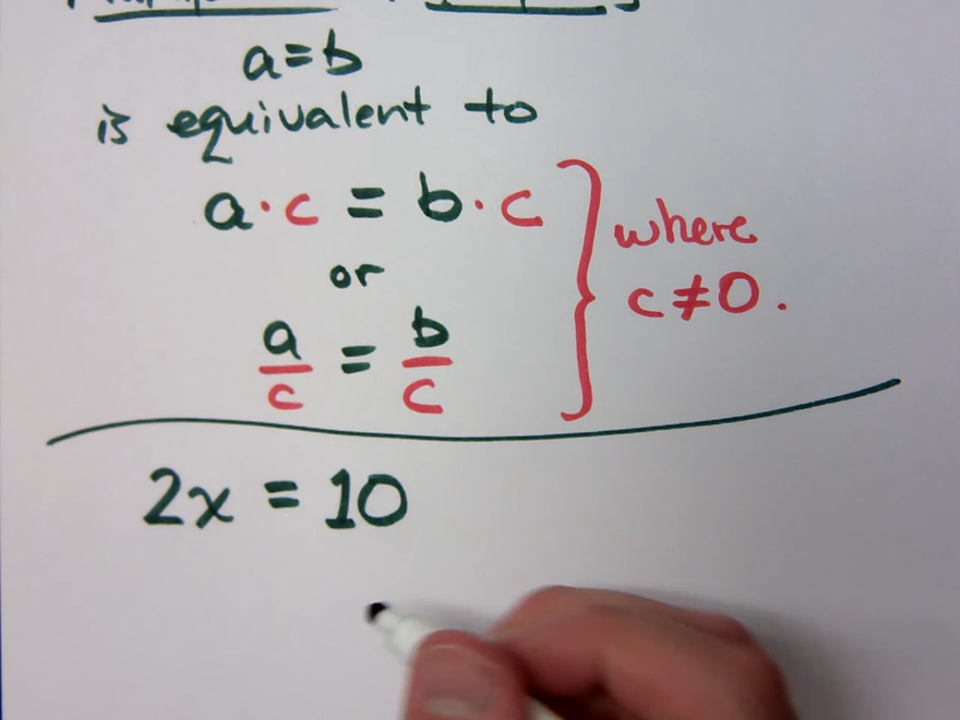 a=b
is equivalent to
a·c = b·c
or
a/c = b/c
where
c≠0.
2x = 10